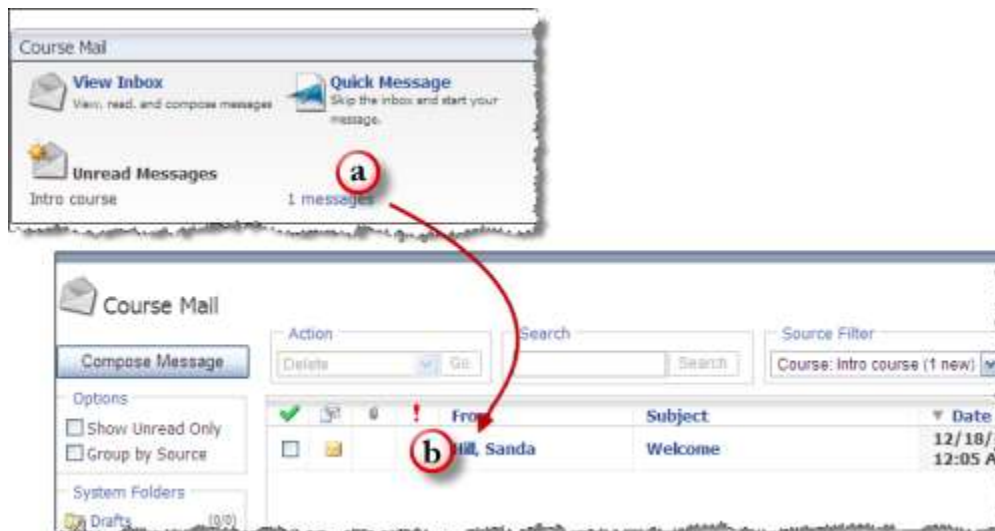 Course Mail
View Inbox
View, read, and compose messages
Quick Message
Skip the inbox and start your
message.
Unread Messages
a
Intro course
1 messages
Course Mail
Compose Message
Action
Delete
Go
Search
Search
Source Filter
Course: Intro course (1 new)
Options
Show Unread Only
Group by Source
! From Subject Date
b Hill, Sanda Welcome 12/18/
12:05 A
System Folders
Drafts (0/0)